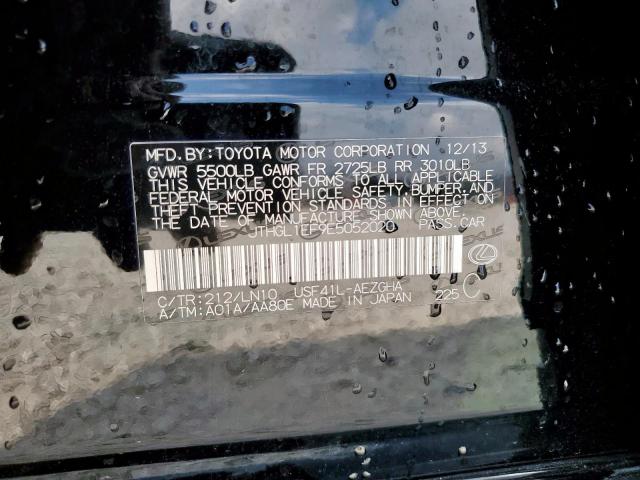 MFD.BY:TOYOTA MOTOR CORPORATION 12/13
GVWR 5500LB GAWR FR 2725LB RR 3010LB
THIS VEHICLE CONFORMS TO ALL APPLICABLE
FEDERAL MOTOR VEHICLE SAFETY,BUMPER,AND
THEFT PREVENTION STANDARDS IN EFFECT ON
THE DATE OF MANUFACTURE SHOWN ABOVE.
JTHGL1EF9E5052020 PASS.CAR
C/TR:212/LN10 USF41L-AEZGHA
A/TM:A01A/AA80E MADE IN JAPAN 225 C